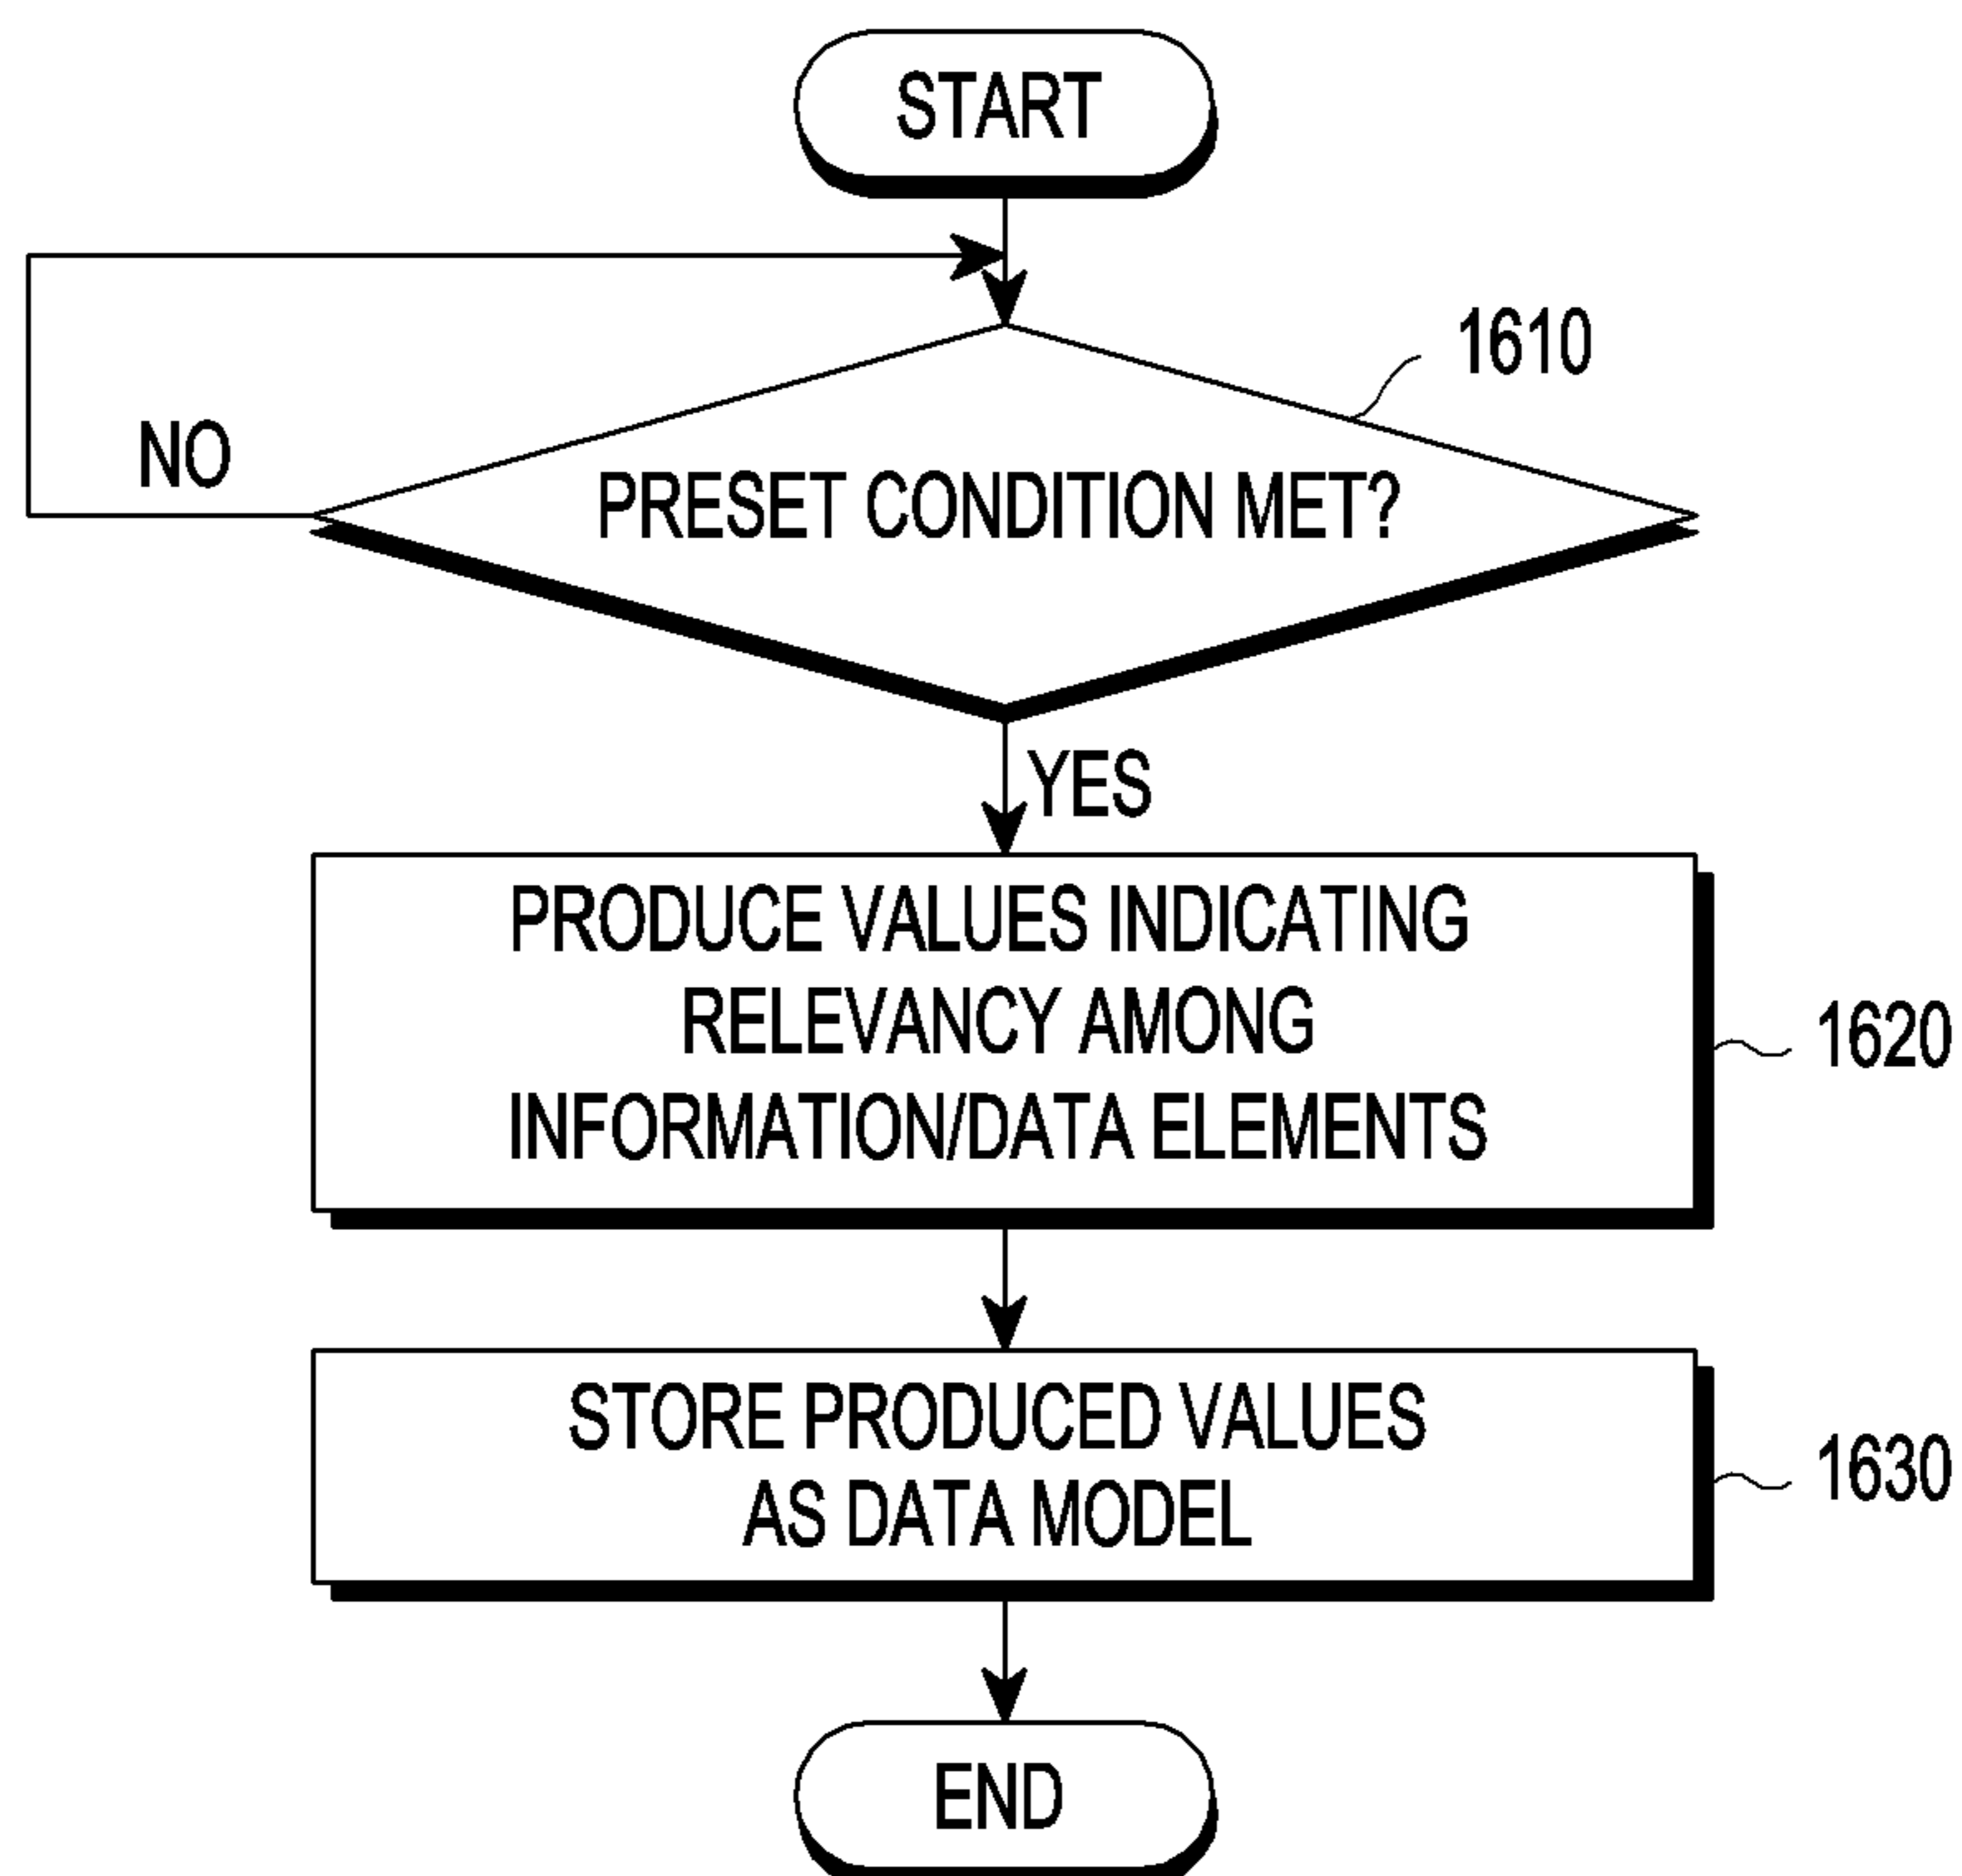 START
1610
NO
PRESET CONDITION MET?
YES
PRODUCE VALUES INDICATING
RELEVANCY AMONG
INFORMATION/DATA ELEMENTS
1620
STORE PRODUCED VALUES
AS DATA MODEL
1630
END